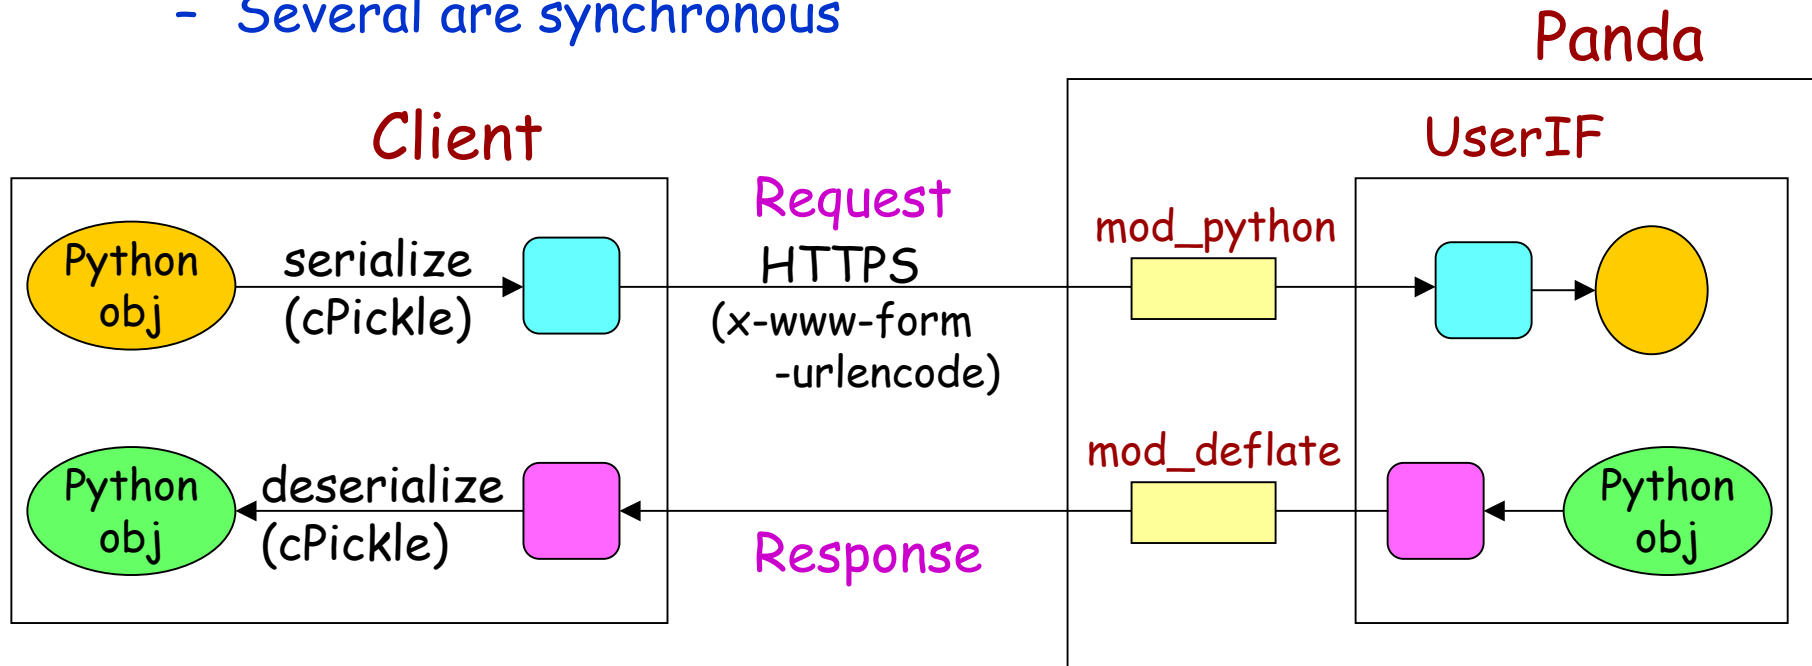 – Several are synchronous
Panda
Client
UserIF
Request
mod_python
Python
obj
serialize
(cPickle)
HTTPS
(x-www-form
-urlencode)
mod_deflate
Python
obj
deserialize
(cPickle)
Response
Python
obj